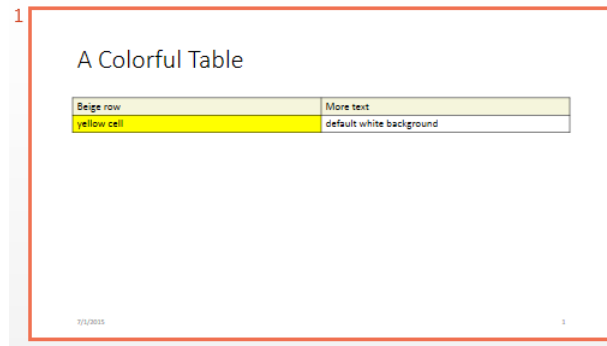 1
A Colorful Table
Beige row More text
yellow cell default white background
7/1/2015 1